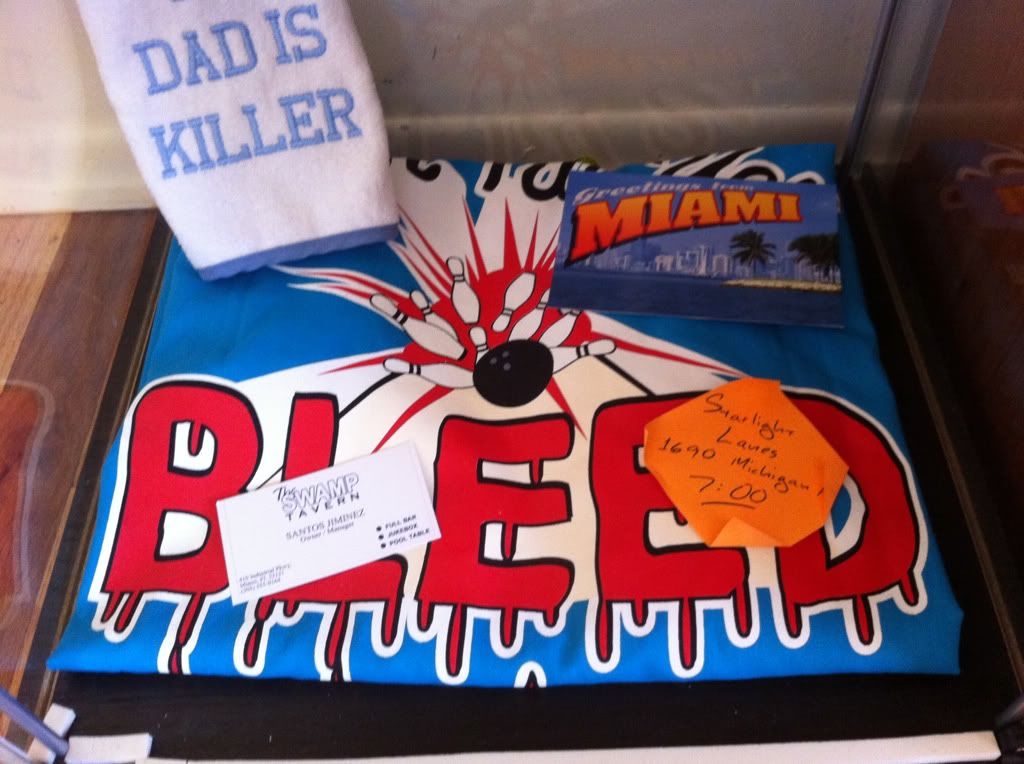 DAD IS
KILLER
Greetings from
MIAMI
BLEED
Starlight
Lanes
1690 Michigan
7:00
The
SWAMP
TAVERN
SANTOS JIMINEZ
Owner / Manager
FULL BAR
JUKEBOX
POOL TABLE